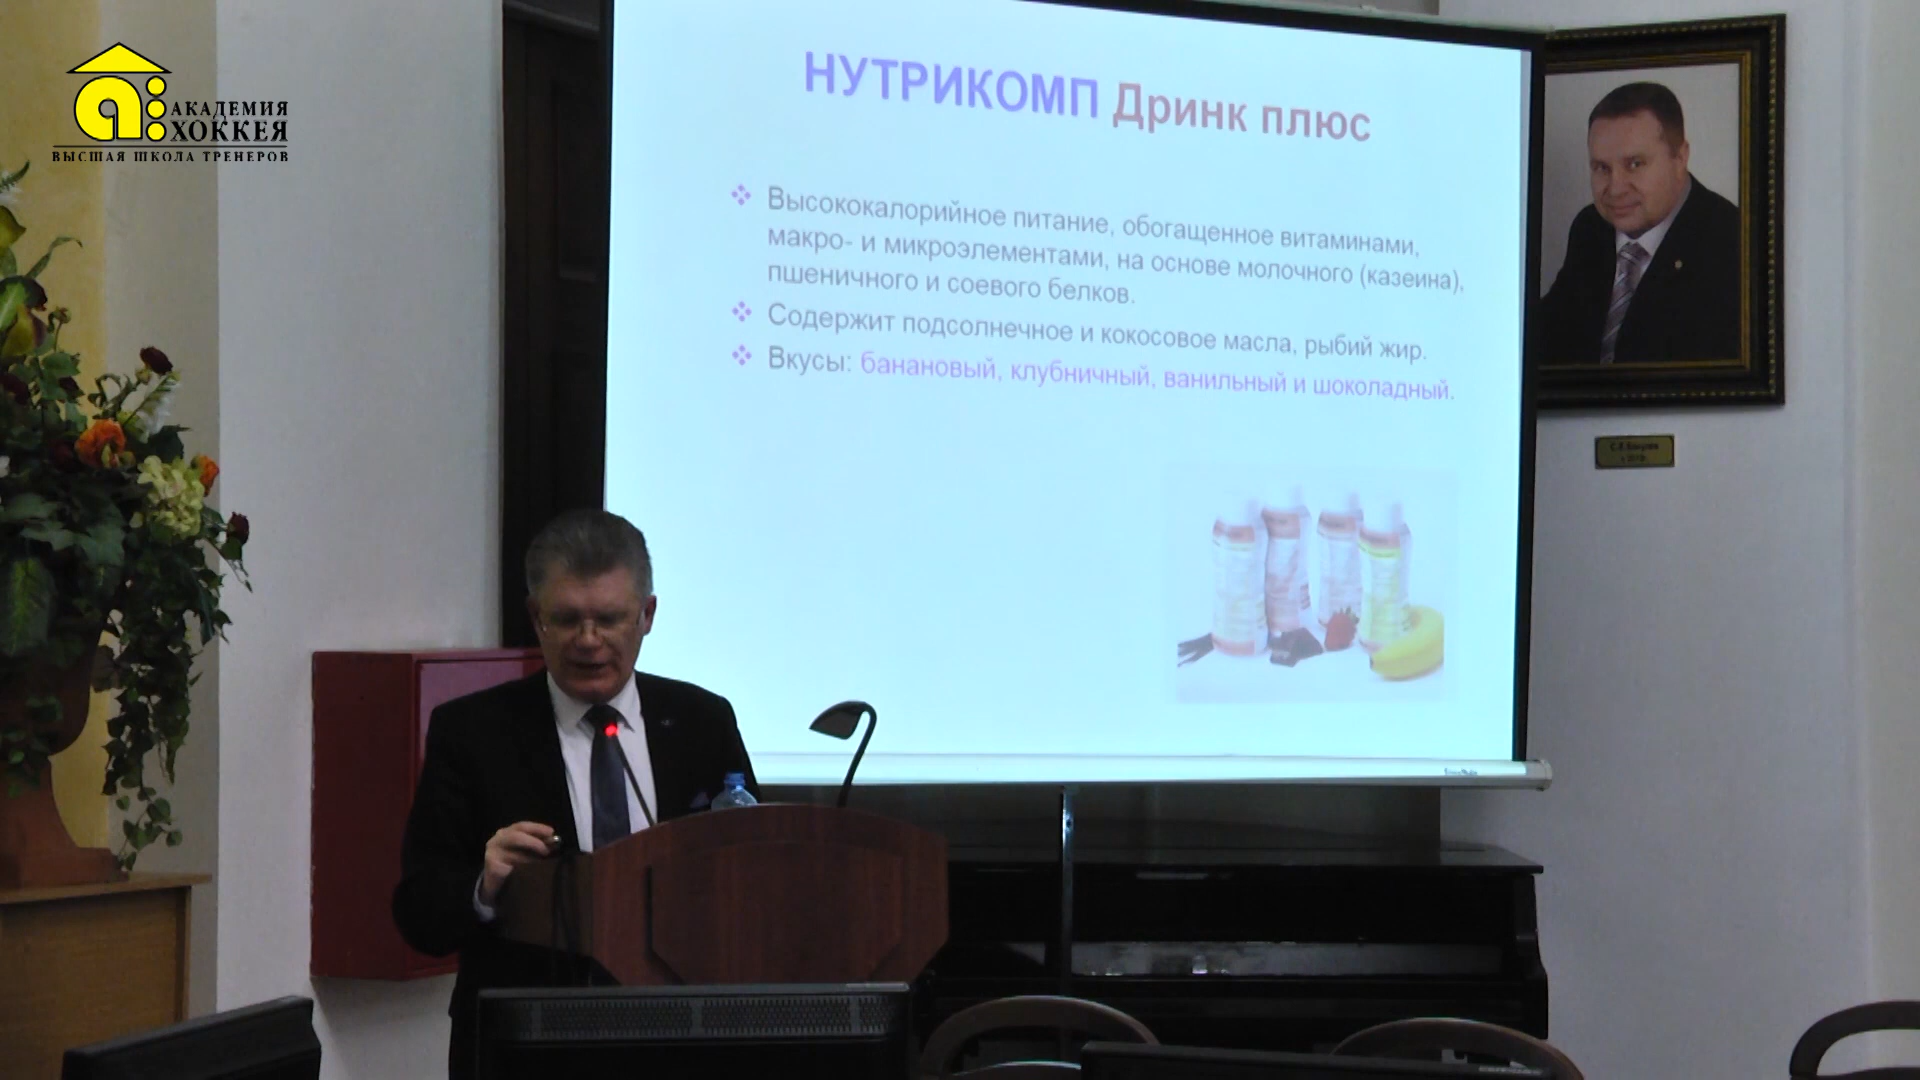 АКАДЕМИЯ
ХОККЕЯ
ВЫСШАЯ ШКОЛА ТРЕНЕРОВ
НУТРИКОМП Дринк плюс
Высококалорийное питание, обогащенное витаминами,
макро- и микроэлементами, на основе молочного (казеина),
пшеничного и соевого белков.
Содержит подсолнечное и кокосовое масла, рыбий жир.
Вкусы: банановый, клубничный, ванильный и шоколадный.